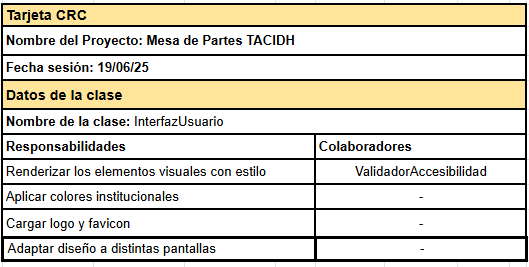 Tarjeta CRC
Nombre del Proyecto: Mesa de Partes TACIDH
Fecha sesión: 19/06/25
Datos de la clase
Nombre de la clase: InterfazUsuario
Responsabilidades Colaboradores
Renderizar los elementos visuales con estilo ValidadorAccesibilidad
Aplicar colores institucionales -
Cargar logo y favicon -
Adaptar diseño a distintas pantallas -